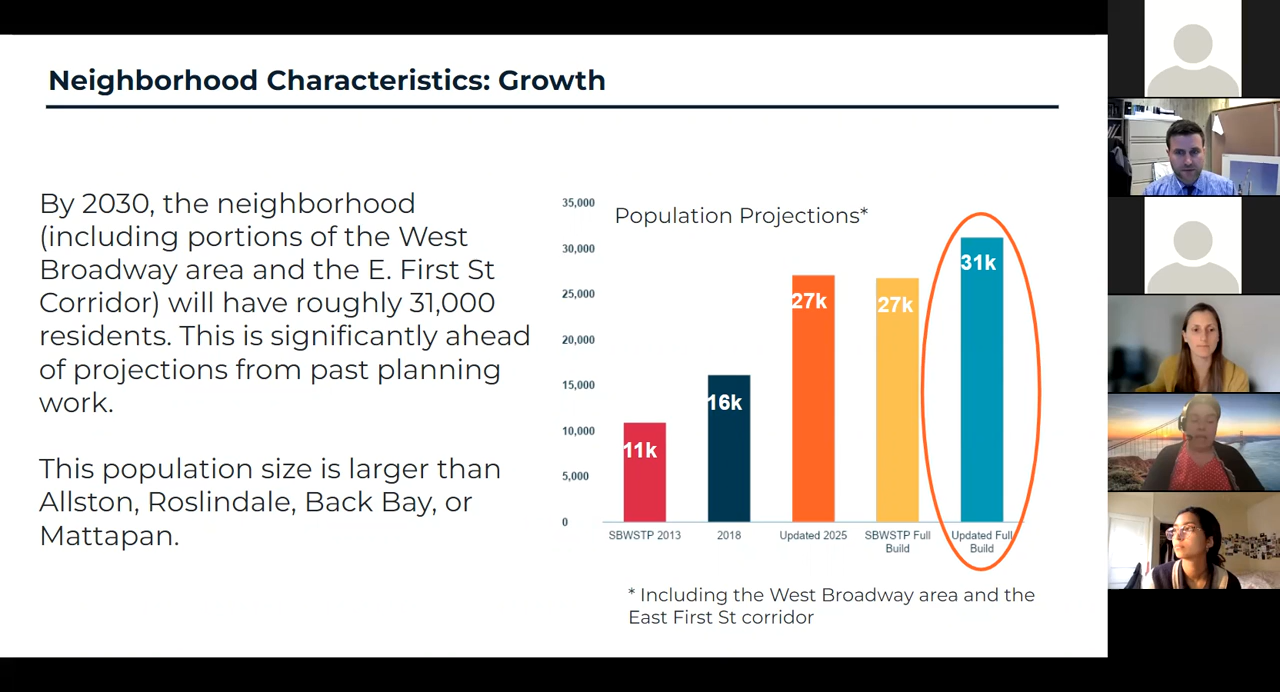 Neighborhood Characteristics: Growth
By 2030, the neighborhood
(including portions of the West
Broadway area and the E. First St
Corridor) will have roughly 31,000
residents. This is significantly ahead
of projections from past planning
work.
This population size is larger than
Allston, Roslindale, Back Bay, or
Mattapan.
Population Projections*
35,000
30,000
25,000
20,000
15,000
10,000
5,000
0
11k
16k
27k
27k
31k
SBWSTP 2013
2018
Updated 2025
SBWSTP Full
Build
Updated Full
Build
* Including the West Broadway area and the
East First St corridor